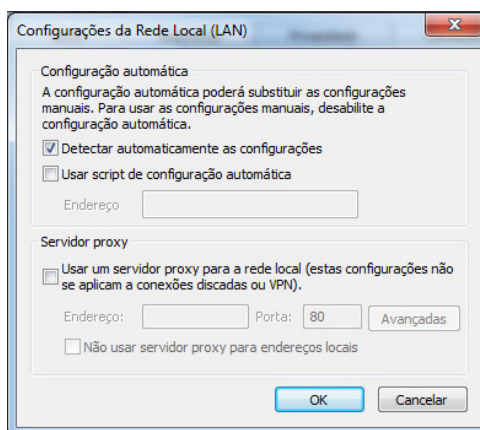 Configurações da Rede Local (LAN)
Configuração automática
A configuração automática poderá substituir as configurações
manuais. Para usar as configurações manuais, desabilite a
configuração automática.
Detectar automaticamente as configurações
Usar script de configuração automática
Endereço
Servidor proxy
Usar um servidor proxy para a rede local (estas configurações não
se aplicam a conexões discadas ou VPN).
Endereço: Porta: 80 Avançadas
Não usar servidor proxy para endereços locais
OK Cancelar